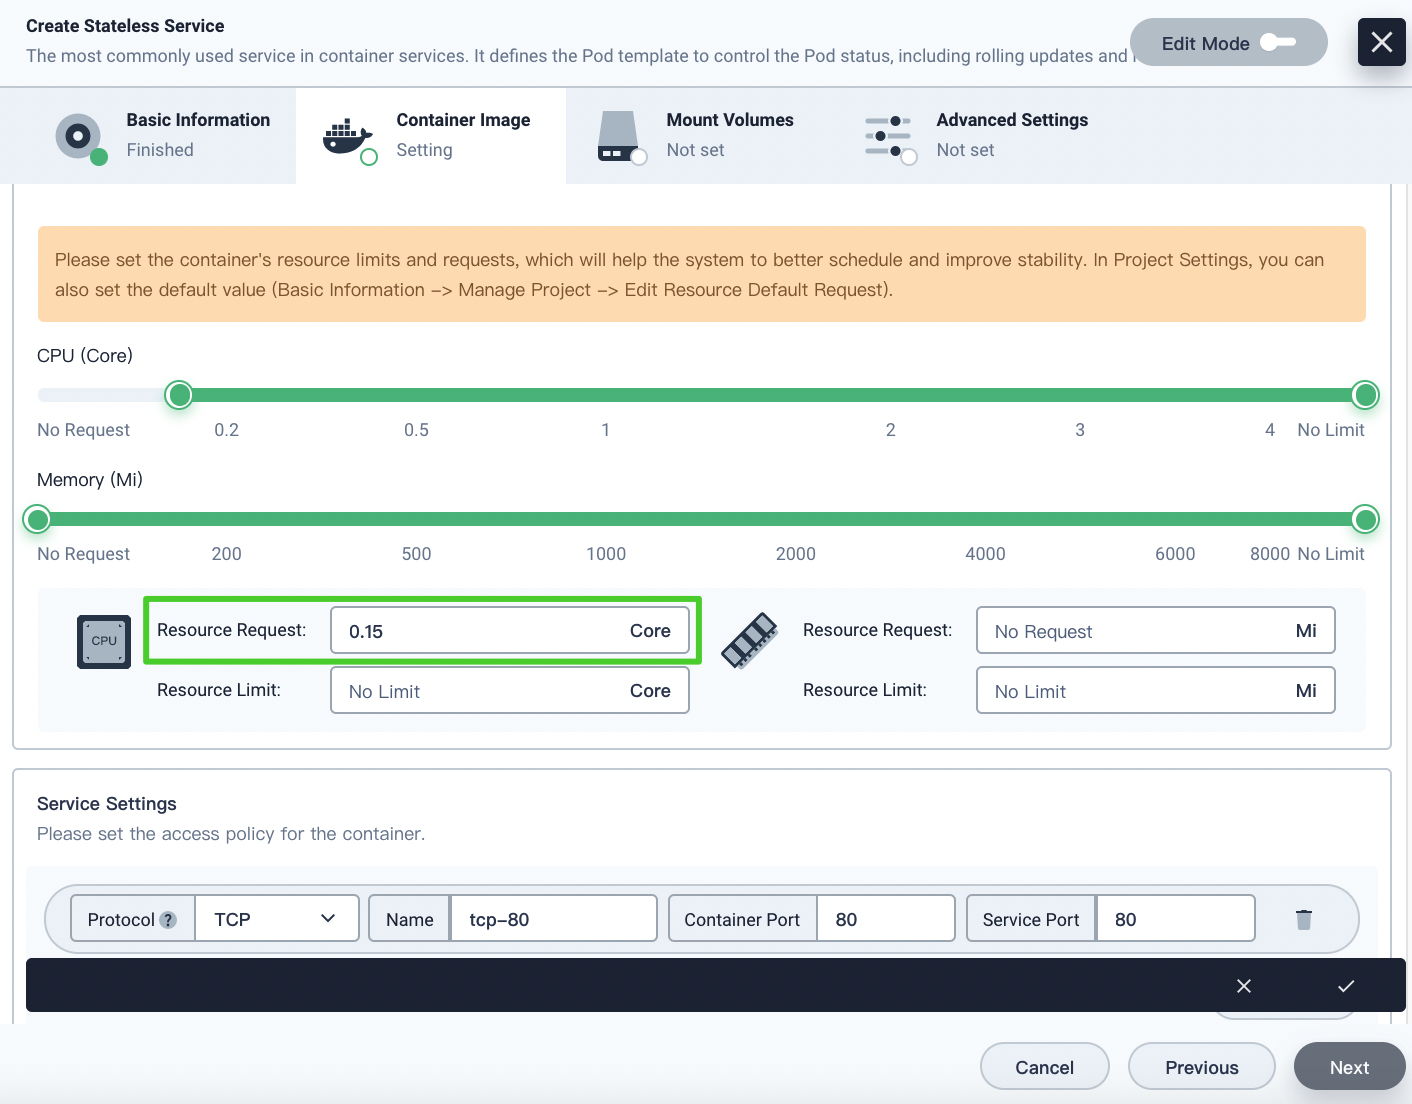 Create Stateless Service
The most commonly used service in container services. It defines the Pod template to control the Pod status, including rolling updates and
Edit Mode
Basic Information
Finished
Container Image
Setting
Mount Volumes
Not set
Advanced Settings
Not set
Please set the container's resource limits and requests, which will help the system to better schedule and improve stability. In Project Settings, you can
also set the default value (Basic Information -> Manage Project -> Edit Resource Default Request).
CPU (Core)
No Request 0.2 0.5 1 2 3 4 No Limit
Memory (Mi)
No Request 200 500 1000 2000 4000 6000 8000 No Limit
CPU
Resource Request: 0.15 Core
Resource Limit: No Limit Core
Resource Request: No Request Mi
Resource Limit: No Limit Mi
Service Settings
Please set the access policy for the container.
Protocol ? TCP Name tcp-80 Container Port 80 Service Port 80
Cancel Previous Next